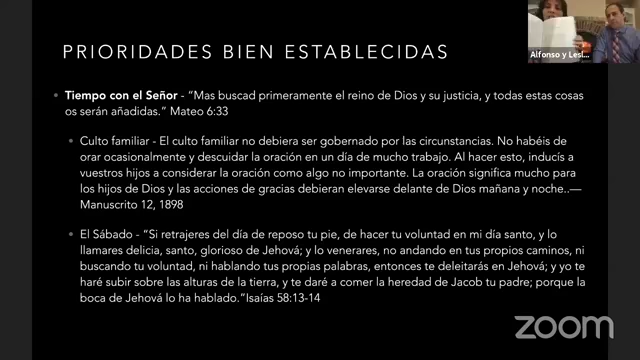 Alfonso y Lesl...
PRIORIDADES BIEN ESTABLECIDAS
• Tiempo con el Señor - “Mas buscad primeramente el reino de Dios y su justicia, y todas estas cosas
os serán añadidas.” Mateo 6:33
• Culto familiar - El culto familiar no debiera ser gobernado por las circunstancias. No habéis de
orar ocasionalmente y descuidar la oración en un día de mucho trabajo. Al hacer esto, inducís a
vuestros hijos a considerar la oración como algo no importante. La oración significa mucho para
los hijos de Dios y las acciones de gracias debieran elevarse delante de Dios mañana y noche..—
Manuscrito 12, 1898
• El Sábado - “Si retrajeres del día de reposo tu pie, de hacer tu voluntad en mi día santo, y lo
llamares delicia, santo, glorioso de Jehová; y lo venerares, no andando en tus propios caminos, ni
buscando tu voluntad, ni hablando tus propias palabras, entonces te deleitarás en Jehová; y yo te
haré subir sobre las alturas de la tierra, y te daré a comer la heredad de Jacob tu padre; porque la
boca de Jehová lo ha hablado.”Isaías 58:13-14
zoom